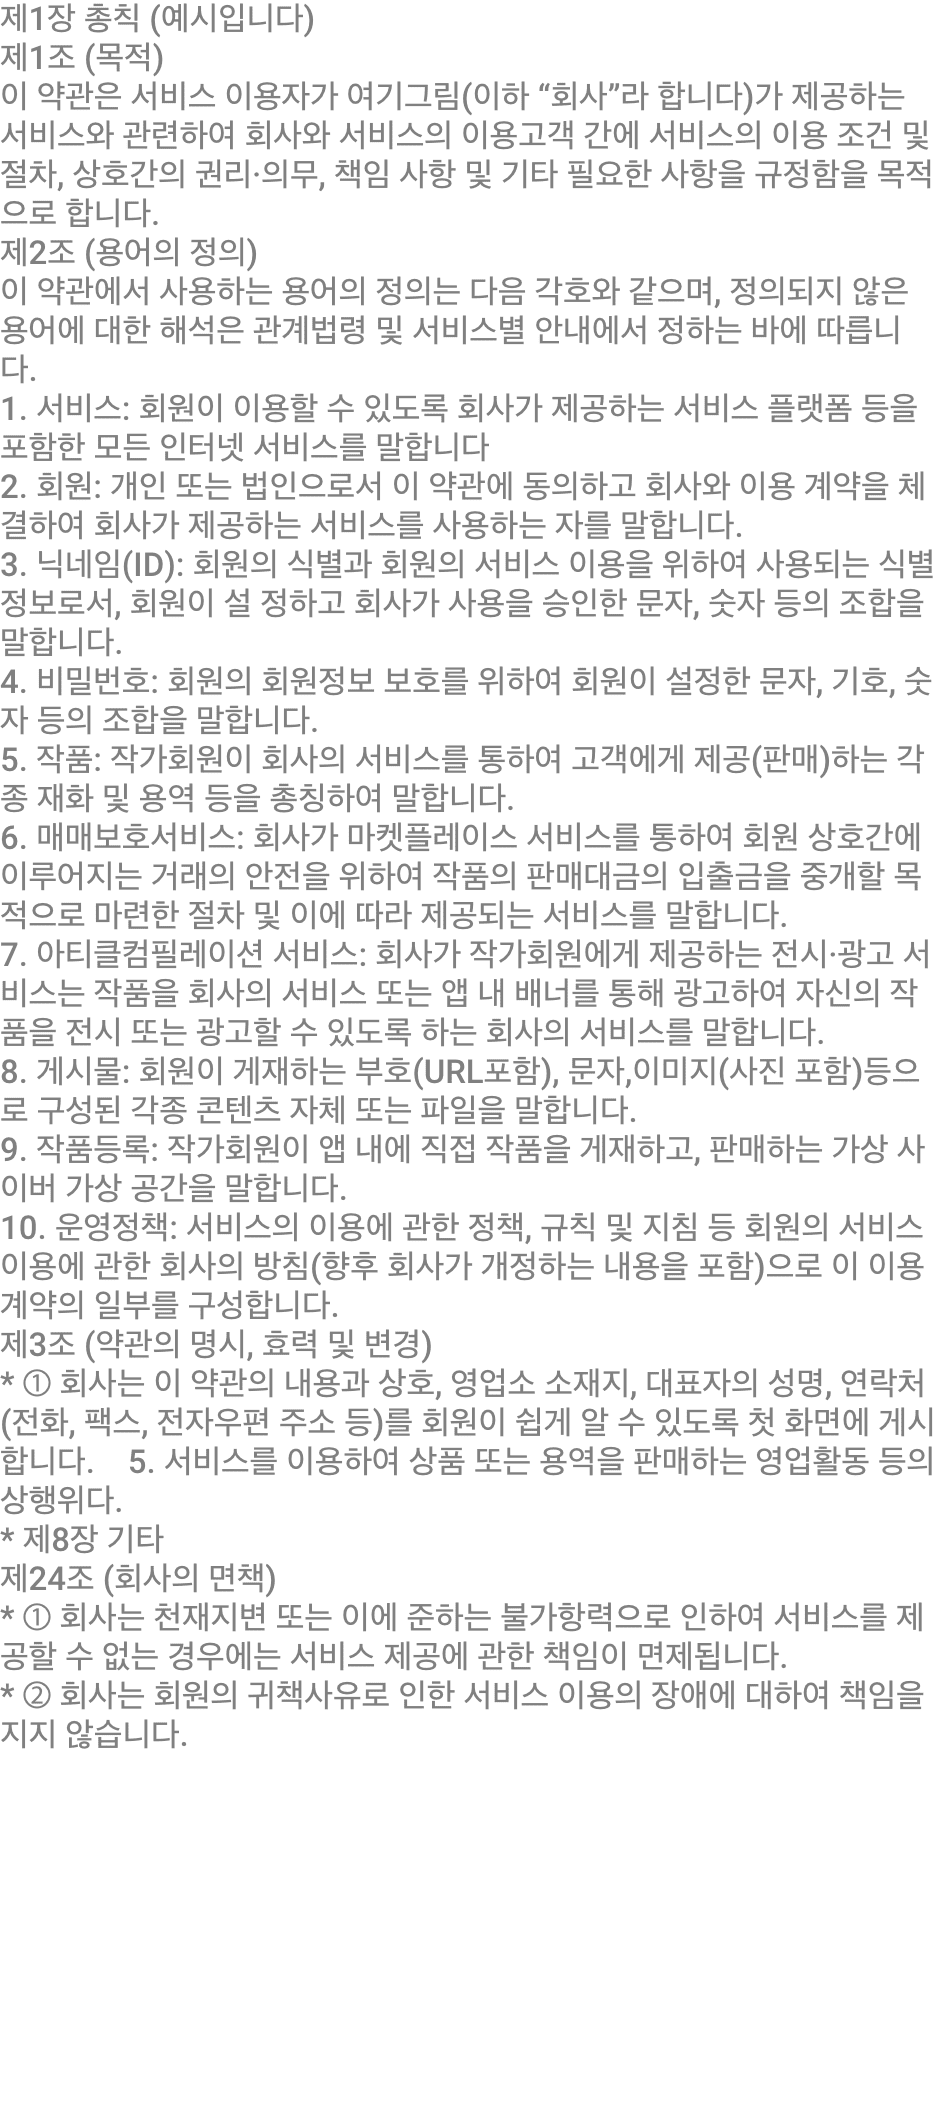 제1장 총칙 (예시입니다)
제1조 (목적)
이 약관은 서비스 이용자가 여기그림(이하 “회사”라 합니다)가 제공하는
서비스와 관련하여 회사와 서비스의 이용고객 간에 서비스의 이용 조건 및
절차, 상호간의 권리·의무, 책임 사항 및 기타 필요한 사항을 규정함을 목적
으로 합니다.
제2조 (용어의 정의)
이 약관에서 사용하는 용어의 정의는 다음 각호와 같으며, 정의되지 않은
용어에 대한 해석은 관계법령 및 서비스별 안내에서 정하는 바에 따릅니
다.
1. 서비스: 회원이 이용할 수 있도록 회사가 제공하는 서비스 플랫폼 등을
포함한 모든 인터넷 서비스를 말합니다
2. 회원: 개인 또는 법인으로서 이 약관에 동의하고 회사와 이용 계약을 체
결하여 회사가 제공하는 서비스를 사용하는 자를 말합니다.
3. 닉네임(ID): 회원의 식별과 회원의 서비스 이용을 위하여 사용되는 식별
정보로서, 회원이 설 정하고 회사가 사용을 승인한 문자, 숫자 등의 조합을
말합니다.
4. 비밀번호: 회원의 회원정보 보호를 위하여 회원이 설정한 문자, 기호, 숫
자 등의 조합을 말합니다.
5. 작품: 작가회원이 회사의 서비스를 통하여 고객에게 제공(판매)하는 각
종 재화 및 용역 등을 총칭하여 말합니다.
6. 매매보호서비스: 회사가 마켓플레이스 서비스를 통하여 회원 상호간에
이루어지는 거래의 안전을 위하여 작품의 판매대금의 입출금을 중개할 목
적으로 마련한 절차 및 이에 따라 제공되는 서비스를 말합니다.
7. 아티클컴필레이션 서비스: 회사가 작가회원에게 제공하는 전시·광고 서
비스는 작품을 회사의 서비스 또는 앱 내 배너를 통해 광고하여 자신의 작
품을 전시 또는 광고할 수 있도록 하는 회사의 서비스를 말합니다.
8. 게시물: 회원이 게재하는 부호(URL포함), 문자,이미지(사진 포함)등으
로 구성된 각종 콘텐츠 자체 또는 파일을 말합니다.
9. 작품등록: 작가회원이 앱 내에 직접 작품을 게재하고, 판매하는 가상 사
이버 가상 공간을 말합니다.
10. 운영정책: 서비스의 이용에 관한 정책, 규칙 및 지침 등 회원의 서비스
이용에 관한 회사의 방침(향후 회사가 개정하는 내용을 포함)으로 이 이용
계약의 일부를 구성합니다.
제3조 (약관의 명시, 효력 및 변경)
* ① 회사는 이 약관의 내용과 상호, 영업소 소재지, 대표자의 성명, 연락처
(전화, 팩스, 전자우편 주소 등)를 회원이 쉽게 알 수 있도록 첫 화면에 게시
합니다.    5. 서비스를 이용하여 상품 또는 용역을 판매하는 영업활동 등의
상행위다.
* 제8장 기타
제24조 (회사의 면책)
* ① 회사는 천재지변 또는 이에 준하는 불가항력으로 인하여 서비스를 제
공할 수 없는 경우에는 서비스 제공에 관한 책임이 면제됩니다.
* ② 회사는 회원의 귀책사유로 인한 서비스 이용의 장애에 대하여 책임을
지지 않습니다.